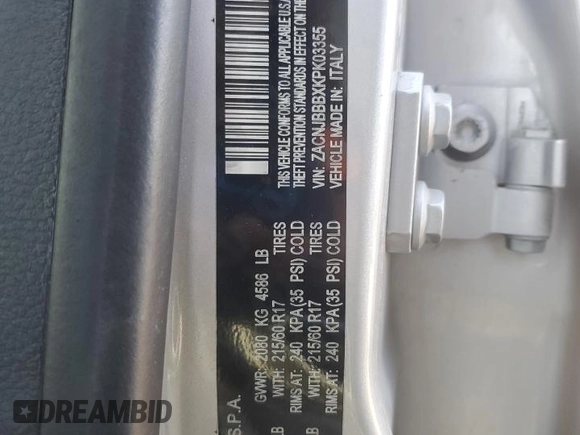 THIS VEHICLE CONFORMS TO ALL APPLICABLE U.S.A.
THEFT PREVENTION STANDARDS IN EFFECT ON THE
VIN: ZACNJBBBXKPK03355
VEHICLE MADE IN: ITALY
S.P.A.
GVWR: 2080 KG 4586 LB
LB WITH: 215/60 R17 TIRES
RIMS AT: 240 KPA(35 PSI) COLD
LB WITH: 215/60 R17 TIRES
RIMS AT: 240 KPA(35 PSI) COLD
DREAMBID